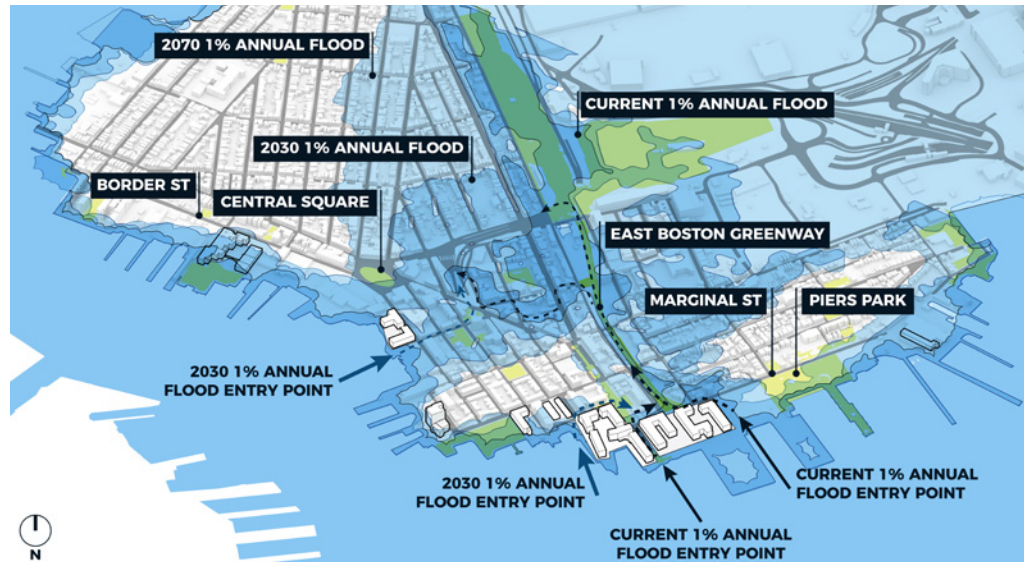 2070 1% ANNUAL FLOOD
CURRENT 1% ANNUAL FLOOD
2030 1% ANNUAL FLOOD
BORDER ST
CENTRAL SQUARE
EAST BOSTON GREENWAY
MARGINAL ST
PIERS PARK
2030 1% ANNUAL
FLOOD ENTRY POINT
2030 1% ANNUAL
FLOOD ENTRY POINT
CURRENT 1% ANNUAL
FLOOD ENTRY POINT
CURRENT 1% ANNUAL
FLOOD ENTRY POINT
N